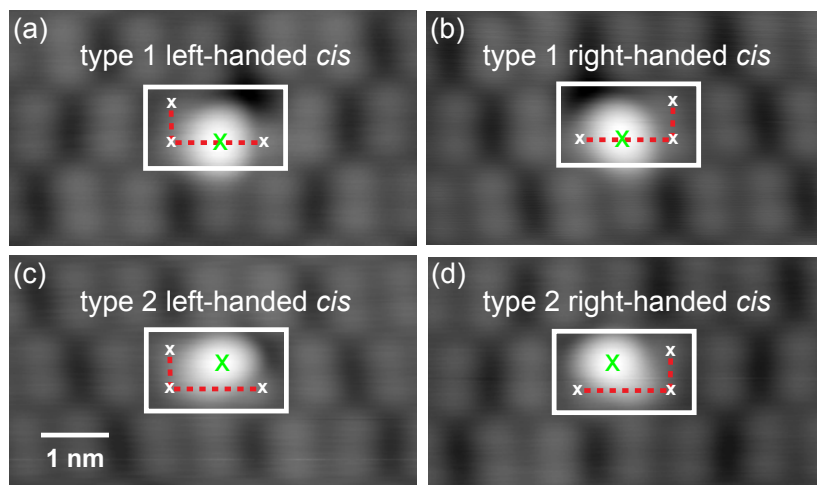 (a)
type 1 left-handed cis
x
x x x
(b)
type 1 right-handed cis
x
x x x
(c)
type 2 left-handed cis
x x
x x
1 nm
(d)
type 2 right-handed cis
x x
x x